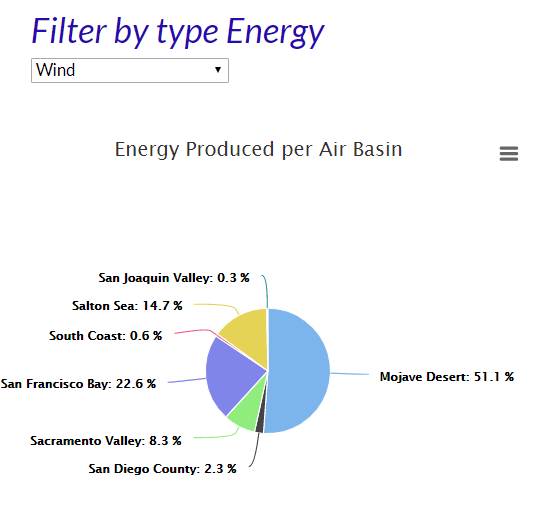 Filter by type Energy
Wind
Energy Produced per Air Basin
San Joaquin Valley: 0.3 %
Salton Sea: 14.7 %
South Coast: 0.6 %
Mojave Desert: 51.1 %
San Francisco Bay: 22.6 %
Sacramento Valley: 8.3 %
San Diego County: 2.3 %